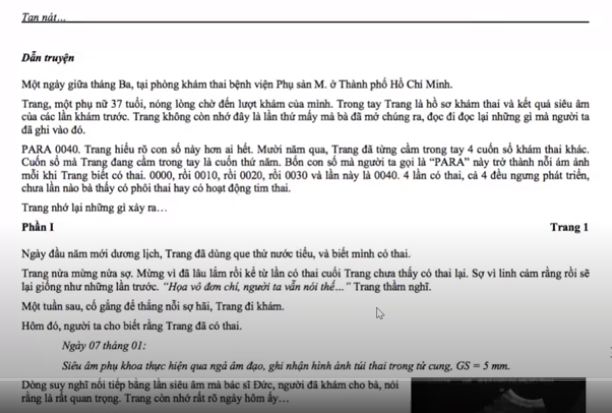 Tan nát...
Dẫn truyện
Một ngày giữa tháng Ba, tại phòng khám thai bệnh viện Phụ sản M. ở Thành phố Hồ Chí Minh.
Trang, một phụ nữ 37 tuổi, nóng lòng chờ đến lượt khám của mình. Trong tay Trang là hồ sơ khám thai và kết quả siêu âm
của các lần khám trước. Trang không còn nhớ đây là lần thứ mấy mà bà đã mở chúng ra, đọc đi đọc lại những gì mà người ta
đã ghi vào đó.
PARA 0040. Trang hiểu rõ con số này hơn ai hết. Mười năm qua, Trang đã từng cầm trong tay 4 cuốn sổ khám thai khác.
Cuốn sổ mà Trang đang cầm trong tay là cuốn thứ năm. Bốn con số mà người ta gọi là “PARA” này trở thành nỗi ám ảnh
mỗi khi Trang biết có thai. 0000, rồi 0010, rồi 0020, rồi 0030 và lần này là 0040. 4 lần có thai, cả 4 đều ngưng phát triển,
chưa lần nào bà thấy có phôi thai hay có hoạt động tim thai.
Trang nhớ lại những gì xảy ra…
Phần I Trang 1
Ngày đầu năm mới dương lịch, Trang đã dùng que thử nước tiểu, và biết mình có thai.
Trang nửa mừng nửa sợ. Mừng vì đã lâu lắm rồi kể từ lần có thai cuối Trang chưa thấy có thai lại. Sợ vì linh cảm rằng rồi sẽ
lại giống như những lần trước. “Họa vô đơn chí, người ta vẫn nói thế…” Trang thầm nghĩ.
Một tuần sau, cố gắng để thắng nỗi sợ hãi, Trang đi khám.
Hôm đó, người ta cho biết rằng Trang đã có thai.
Ngày 07 tháng 01:
Siêu âm phụ khoa thực hiện qua ngả âm đạo, ghi nhận hình ảnh túi thai trong tử cung, GS = 5 mm.
Dòng suy nghĩ nối tiếp bằng lần siêu âm mà bác sĩ Đức, người đã khám cho bà, nói
rằng là rất quan trọng. Trang còn nhớ rất rõ ngày hôm ấy…